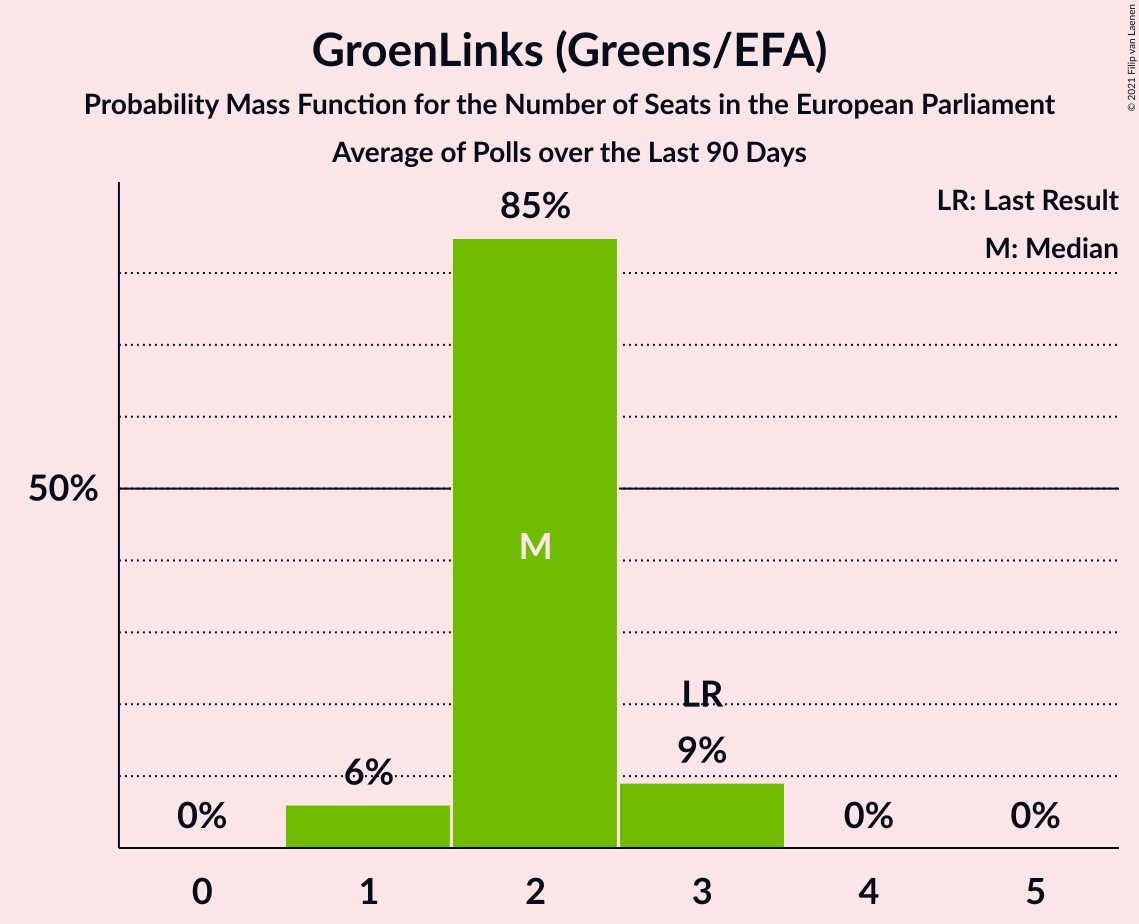 GroenLinks (Greens/EFA)
Probability Mass Function for the Number of Seats in the European Parliament
Average of Polls over the Last 90 Days
© 2021 Filip van Laenen
LR: Last Result
M: Median
85%
50%
M
LR
9%
6%
0%
0%
0%
0
1
2
3
4
5